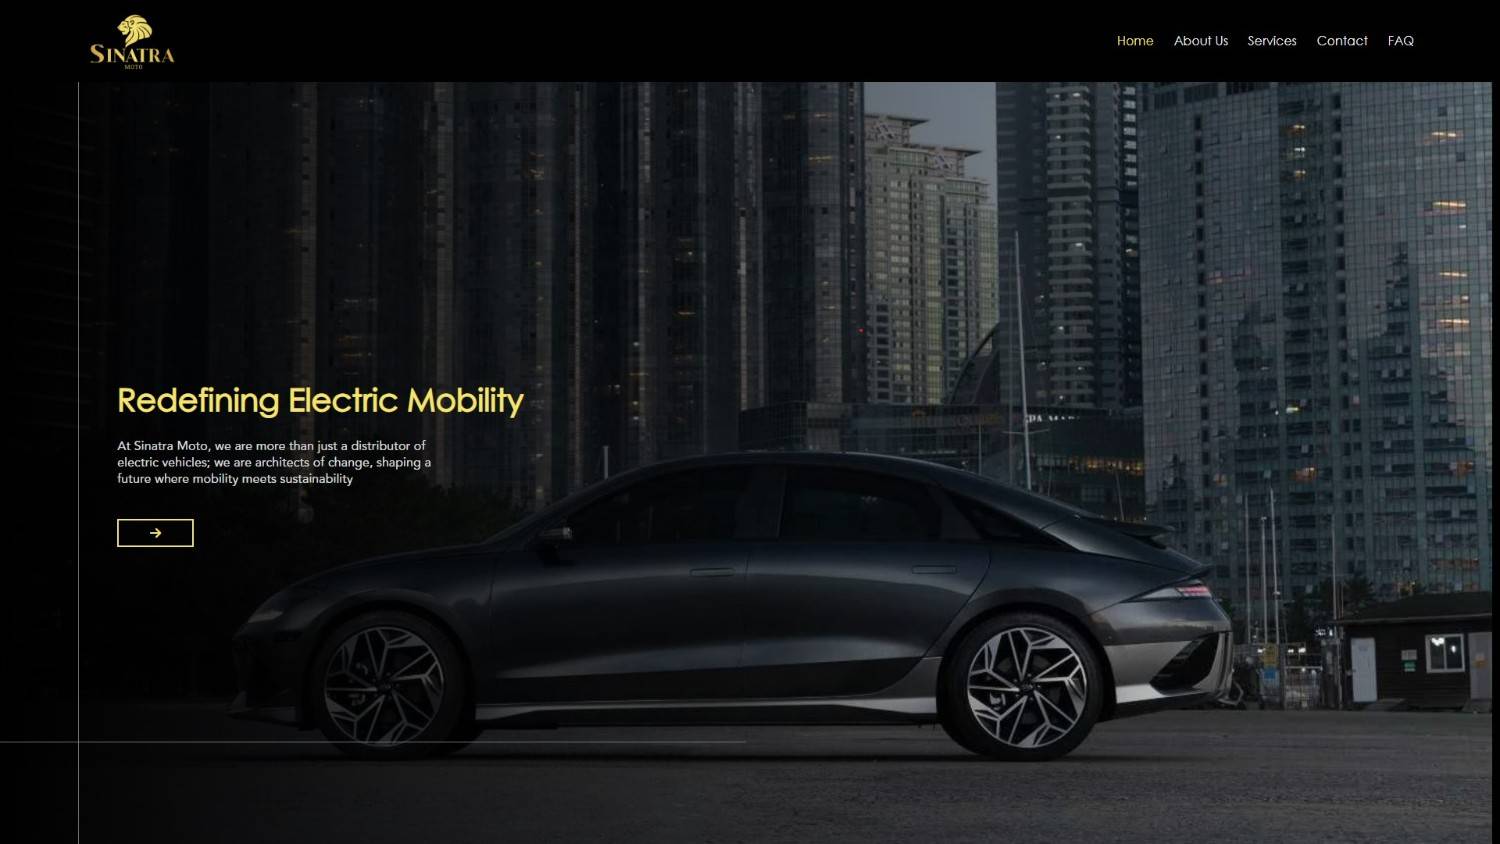 SINATRA
MOTO
Home
About Us
Services
Contact
FAQ
Redefining Electric Mobility
At Sinatra Moto, we are more than just a distributor of
electric vehicles; we are architects of change, shaping a
future where mobility meets sustainability